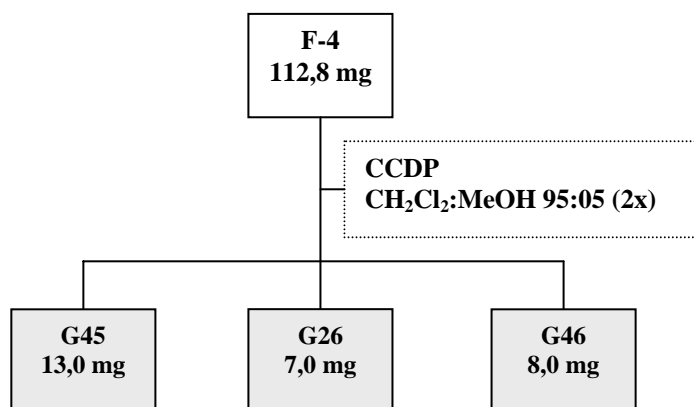 F-4
112,8 mg
CCDP
CH₂Cl₂:MeOH 95:05 (2x)
G45
13,0 mg
G26
7,0 mg
G46
8,0 mg